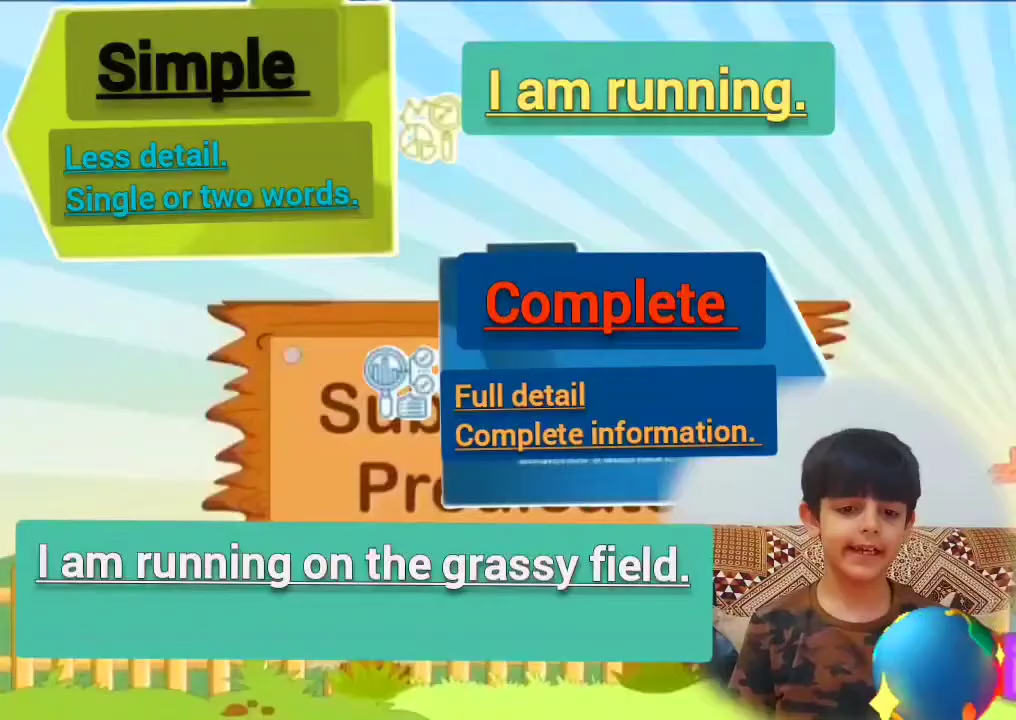 Simple
Less detail.
Single or two words.
I am running.
Complete
Full detail
Complete information.
I am running on the grassy field.